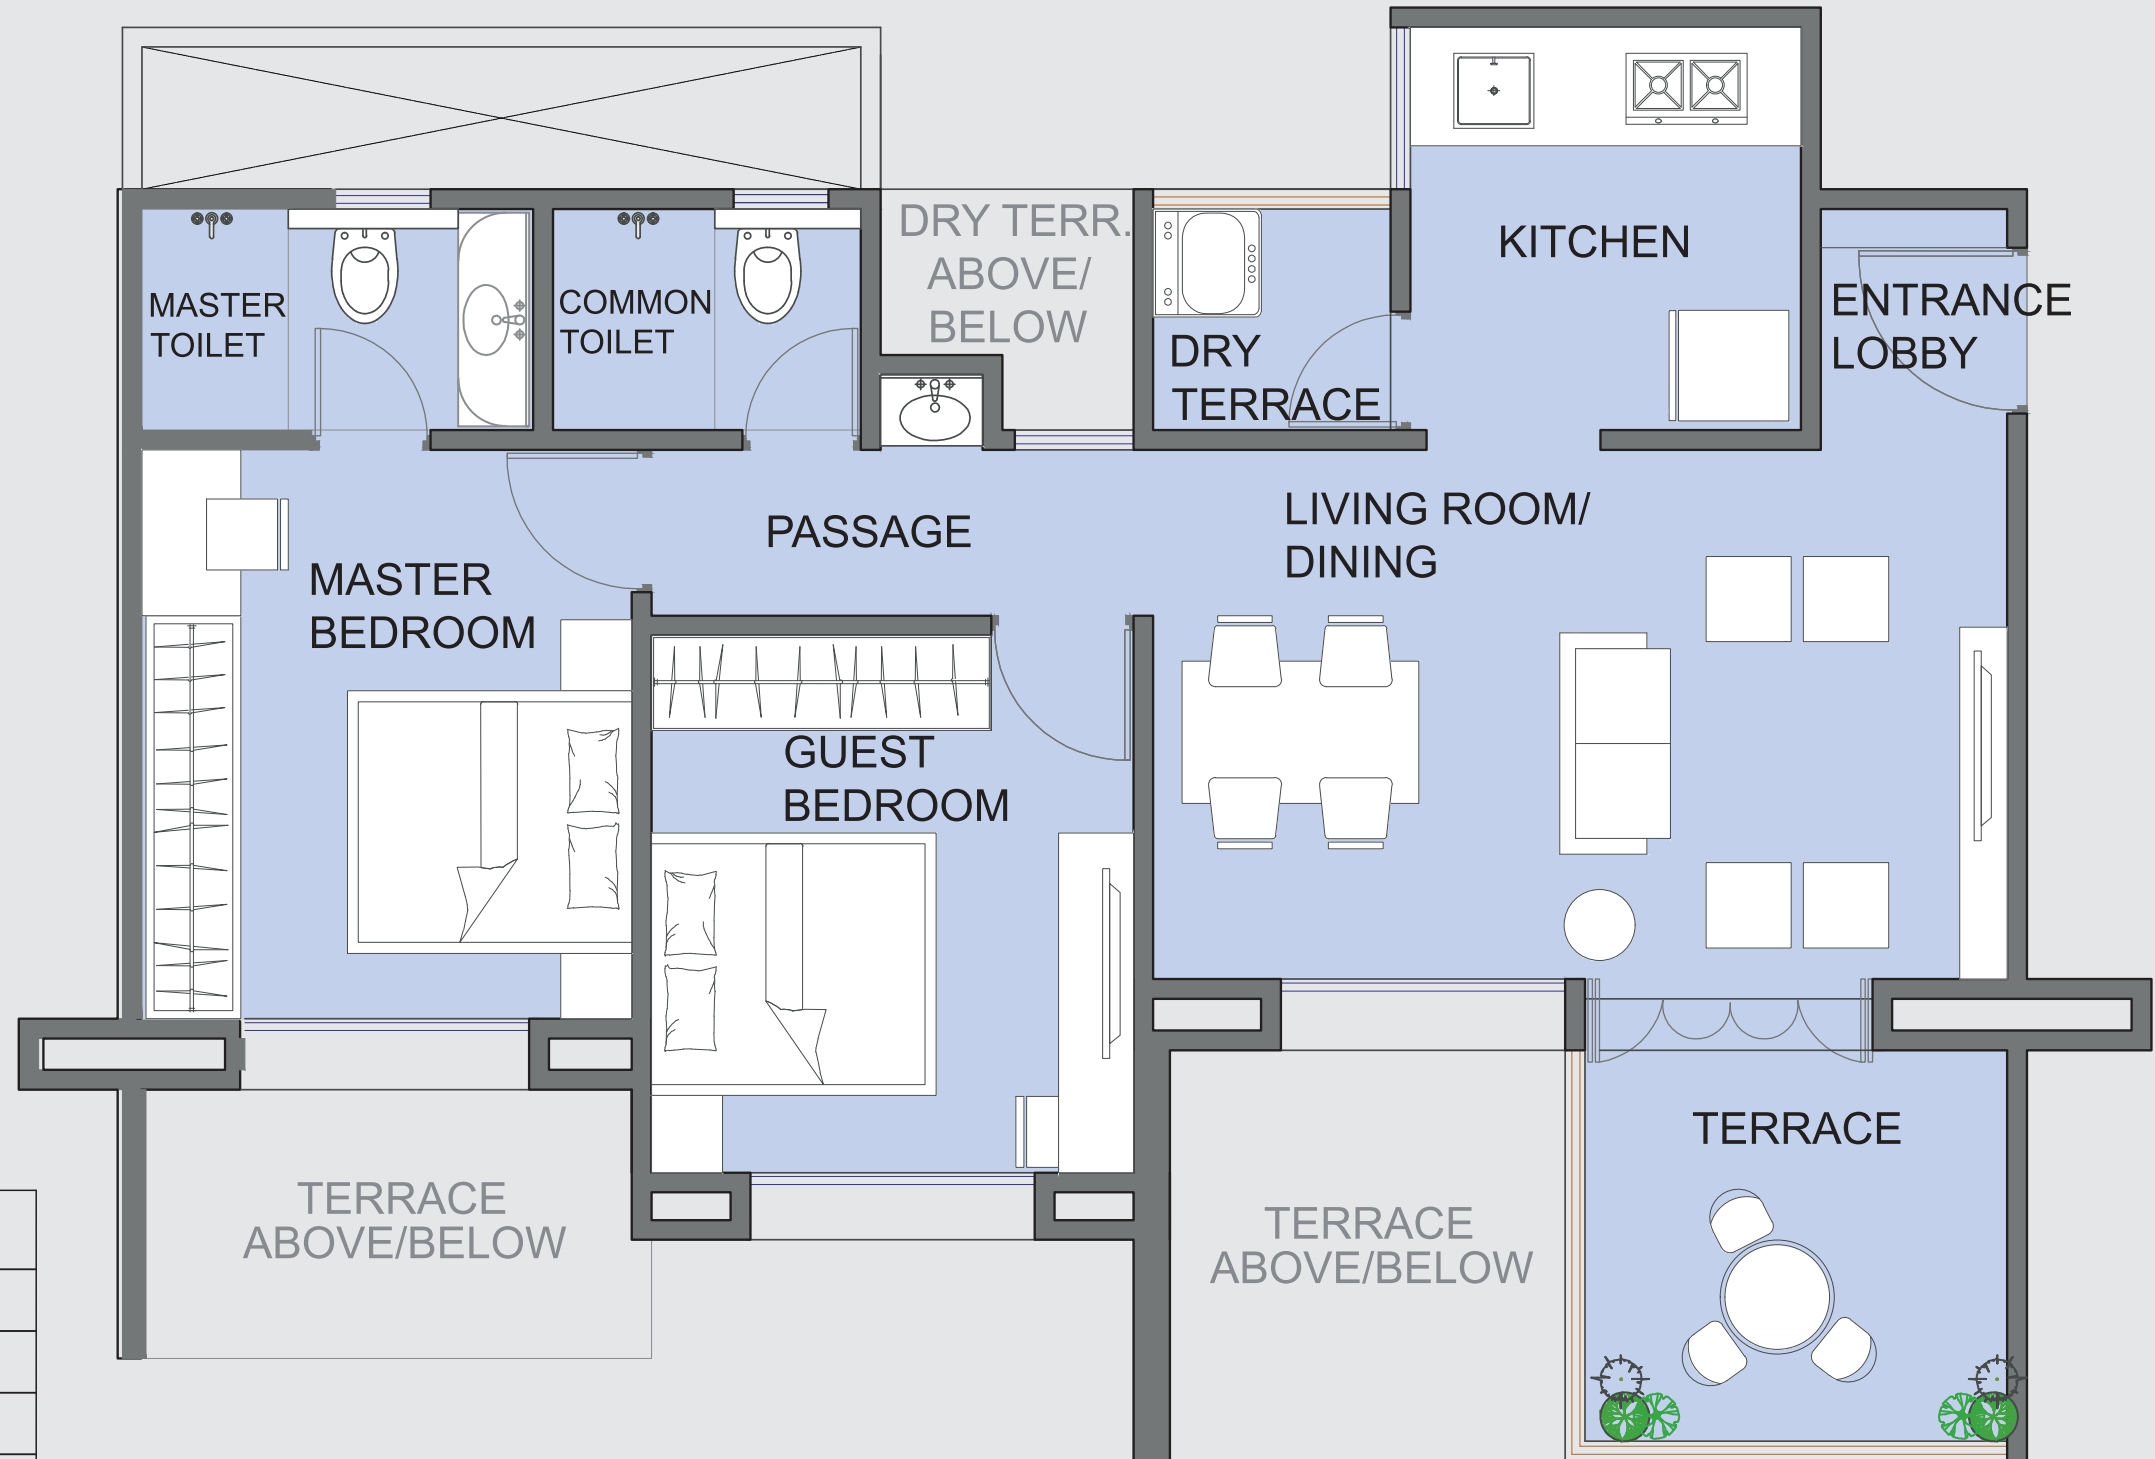 DRY TERR.
ABOVE/
BELOW
KITCHEN
MASTER
TOILET
COMMON
TOILET
DRY
TERRACE
ENTRANCE
LOBBY
PASSAGE
LIVING ROOM/
DINING
MASTER
BEDROOM
GUEST
BEDROOM
TERRACE
TERRACE
ABOVE/BELOW
TERRACE
ABOVE/BELOW